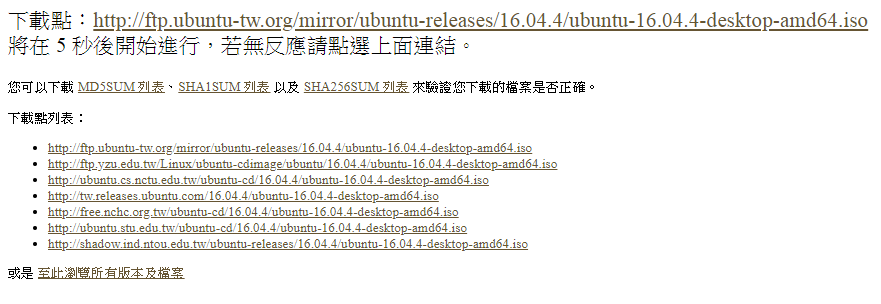 下載點：http://ftp.ubuntu-tw.org/mirror/ubuntu-releases/16.04.4/ubuntu-16.04.4-desktop-amd64.iso
將在 5 秒後開始進行，若無反應請點選上面連結。
您可以下載 MD5SUM 列表、SHA1SUM 列表 以及 SHA256SUM 列表 來驗證您下載的檔案是否正確。
下載點列表：
http://ftp.ubuntu-tw.org/mirror/ubuntu-releases/16.04.4/ubuntu-16.04.4-desktop-amd64.iso
http://ftp.yzu.edu.tw/Linux/ubuntu-cdimage/ubuntu/16.04.4/ubuntu-16.04.4-desktop-amd64.iso
http://ubuntu.cs.nctu.edu.tw/ubuntu-cd/16.04.4/ubuntu-16.04.4-desktop-amd64.iso
http://tw.releases.ubuntu.com/16.04.4/ubuntu-16.04.4-desktop-amd64.iso
http://free.nchc.org.tw/ubuntu-cd/16.04.4/ubuntu-16.04.4-desktop-amd64.iso
http://ubuntu.stu.edu.tw/ubuntu-cd/16.04.4/ubuntu-16.04.4-desktop-amd64.iso
http://shadow.ind.ntou.edu.tw/ubuntu-releases/16.04.4/ubuntu-16.04.4-desktop-amd64.iso
或是 至此瀏覽所有版本及檔案